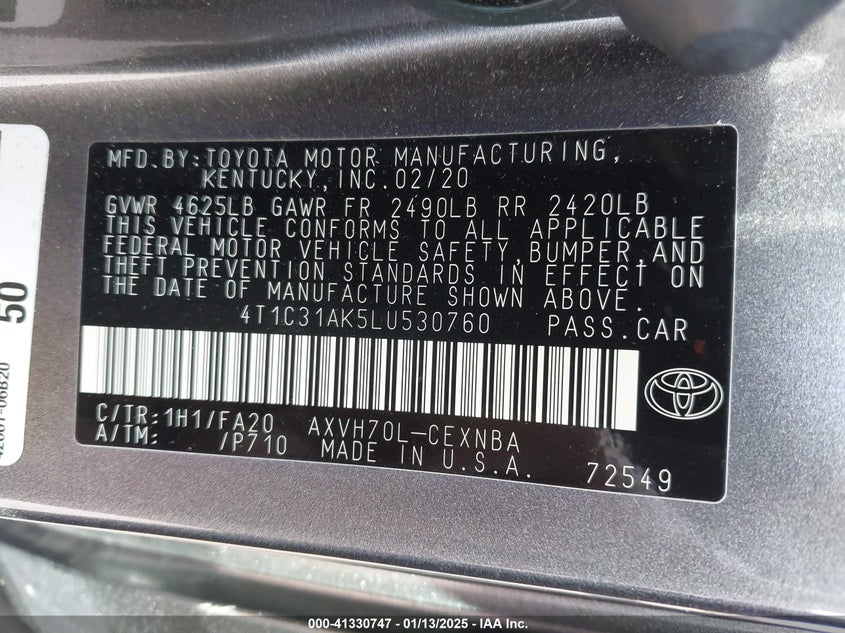 MFD.BY: TOYOTA MOTOR MANUFACTURING,
KENTUCKY, INC. 02/20
GVWR 4625LB GAWR FR 2490LB RR 2420LB
THIS VEHICLE CONFORMS TO ALL APPLICABLE
FEDERAL MOTOR VEHICLE SAFETY, BUMPER, AND
THEFT PREVENTION STANDARDS IN EFFECT ON
THE DATE OF MANUFACTURE SHOWN ABOVE.
4T1C31AK5LU530760 PASS.CAR
C/TR: 1H1/FA20 AXVH70L-CEXNBA
A/TM: /P710 MADE IN U.S.A. 72549
50
000-41330747 — 01/13/2025 — IAA Inc.